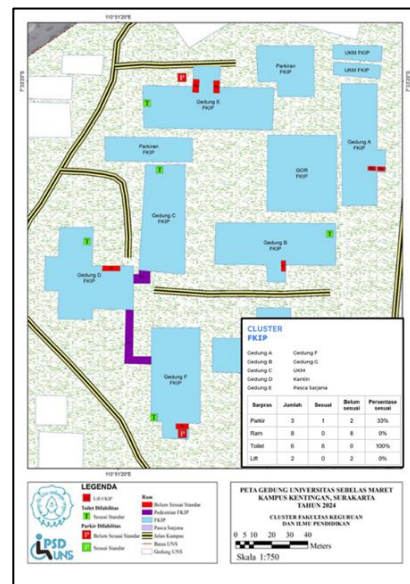 110°51'20"E
UKM FKIP
UKM FKIP
Parkiran
FKIP
P
Gedung E
FKIP
T
Gedung A
FKIP
Parkiran
FKIP
T
GOR
FKIP
Gedung C
FKIP
T
T
Gedung B
FKIP
Gedung D
FKIP
Gedung F
FKIP
T
P
CLUSTER
FKIP
Gedung A Gedung F
Gedung B Gedung G
Gedung C UKM
Gedung D Kantin
Gedung E Pasca Sarjana
Sarpras Jumlah Sesuai Belum sesuai Persentase sesuai
Parkir 3 1 2 33%
Ram 8 0 8 0%
Toilet 6 6 0 100%
Lift 2 0 2 0%
110°51'20"E
LEGENDA
Lift FKIP
Toilet Difabilitas
T Sesuai Standar
Parkir Difabilitas
P Belum Sesuai Standar
P Sesuai Standar
Ram
Belum Sesuai Standar
Pedestrian FKIP
FKIP
Pasca Sarjana
Jalan Kampus
Batas UNS
Gedung UNS
PSD
UNS
PETA GEDUNG UNIVERSITAS SEBELAS MARET
KAMPUS KENTINGAN, SURAKARTA
TAHUN 2024
CLUSTER FAKULTAS KEGURUAN
DAN ILMU PENDIDIKAN
0 5 10 20 30 40
Meters
Skala 1:750